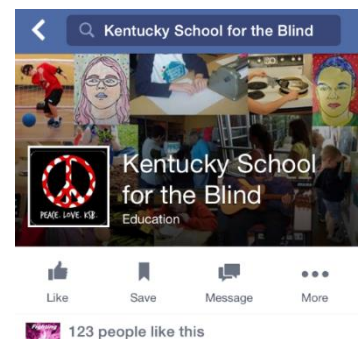 Kentucky School for the Blind
Kentucky School
for the Blind
Education
PEACE. LOVE. KSB.
Like
Save
Message
More
123 people like this